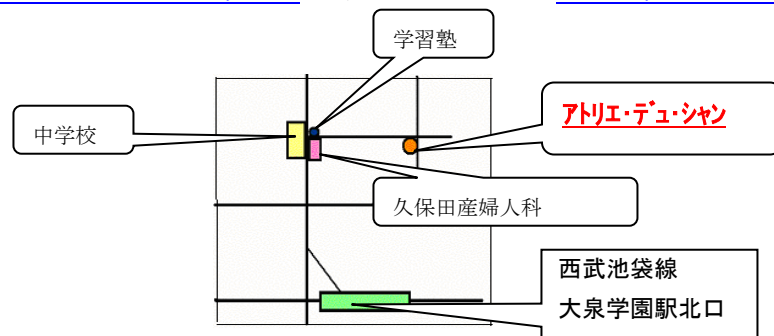 学習塾
アトリエ・デュ・シャン
中学校
久保田産婦人科
西武池袋線
大泉学園駅北口